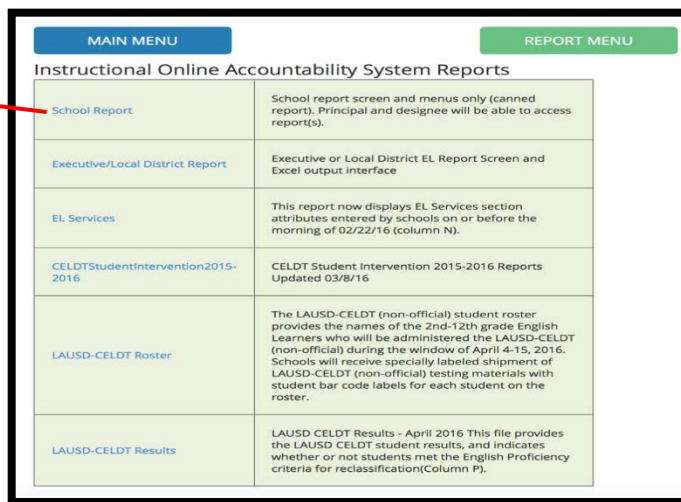 MAIN MENU
REPORT MENU
Instructional Online Accountability System Reports
School Report
School report screen and menus only (canned
report). Principal and designee will be able to access
report(s).
Executive/Local District Report
Executive or Local District EL Report Screen and
Excel output interface
EL Services
This report now displays EL Services section
attributes entered by schools on or before the
morning of 02/22/16 (column N).
CELDTStudentIntervention2015-
2016
CELDT Student Intervention 2015-2016 Reports
Updated 03/8/16
LAUSD-CELDT Roster
The LAUSD-CELDT (non-official) student roster
provides the names of the 2nd-12th grade English
Learners who will be administered the LAUSD-CELDT
(non-official) during the window of April 4-15, 2016.
Schools will receive specially labeled shipment of
LAUSD-CELDT (non-official) testing materials with
student bar code labels for each student on the
roster.
LAUSD-CELDT Results
LAUSD CELDT Results - April 2016 This file provides
the LAUSD CELDT student results, and indicates
whether or not students met the English Proficiency
criteria for reclassification(Column P).